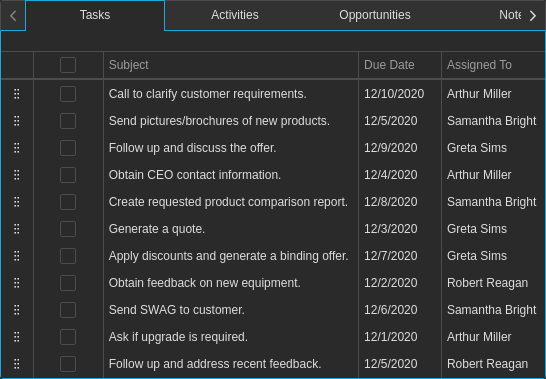 Tasks Activities Opportunities Note
Subject Due Date Assigned To
Call to clarify customer requirements. 12/10/2020 Arthur Miller
Send pictures/brochures of new products. 12/5/2020 Samantha Bright
Follow up and discuss the offer. 12/9/2020 Greta Sims
Obtain CEO contact information. 12/4/2020 Arthur Miller
Create requested product comparison report. 12/8/2020 Samantha Bright
Generate a quote. 12/3/2020 Greta Sims
Apply discounts and generate a binding offer. 12/7/2020 Greta Sims
Obtain feedback on new equipment. 12/2/2020 Robert Reagan
Send SWAG to customer. 12/6/2020 Samantha Bright
Ask if upgrade is required. 12/1/2020 Arthur Miller
Follow up and address recent feedback. 12/5/2020 Robert Reagan